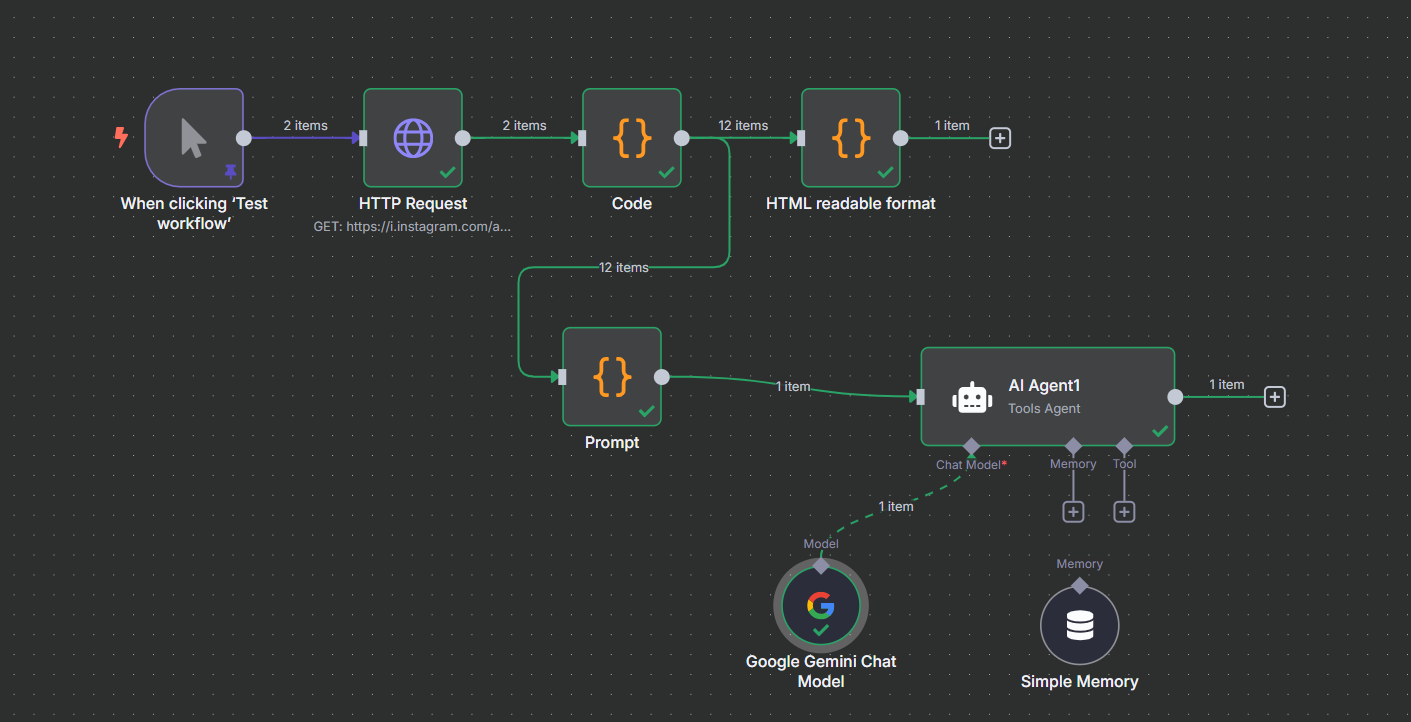 2 items
2 items
12 items
1 item
When clicking ‘Test
workflow’
HTTP Request
GET: https://i.instagram.com/a...
{}
Code
{}
HTML readable format
12 items
{}
Prompt
1 item
AI Agent1
Tools Agent
1 item
Chat Model*
Memory
Tool
1 item
Model
Google Gemini Chat
Model
Memory
Simple Memory